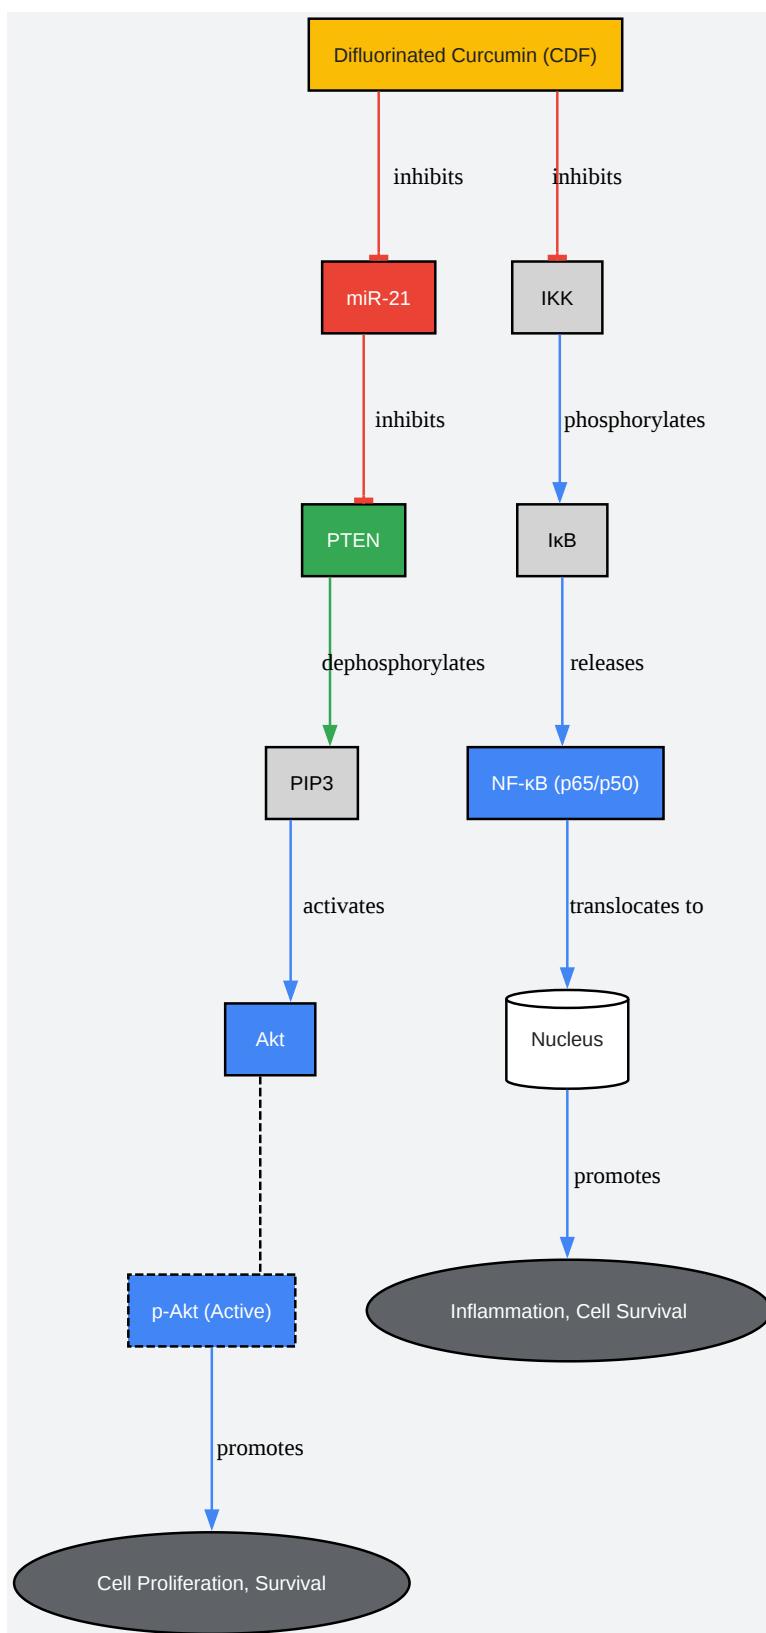 Difluorinated Curcumin (CDF)
inhibits
inhibits
miR-21
IKK
inhibits
phosphorylates
PTEN
IκB
dephosphorylates
releases
PIP3
NF-κB (p65/p50)
activates
translocates to
Akt
Nucleus
promotes
p-Akt (Active)
Inflammation, Cell Survival
promotes
Cell Proliferation, Survival